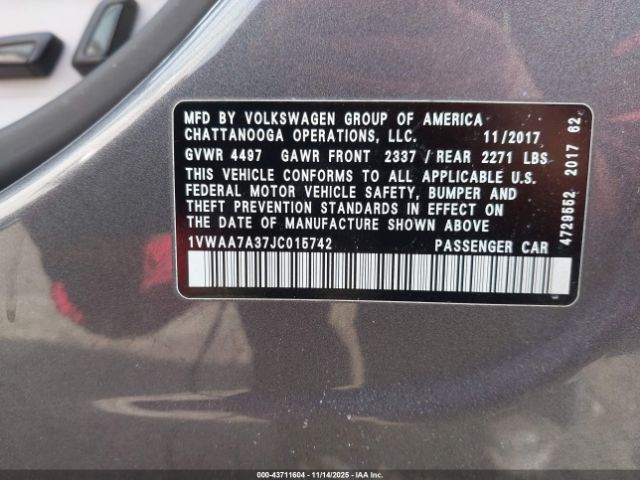 MFD BY VOLKSWAGEN GROUP OF AMERICA
CHATTANOOGA OPERATIONS, LLC. 11/2017
GVWR 4497 GAWR FRONT 2337 / REAR 2271 LBS
THIS VEHICLE CONFORMS TO ALL APPLICABLE U.S.
FEDERAL MOTOR VEHICLE SAFETY, BUMPER AND
THEFT PREVENTION STANDARDS IN EFFECT ON
THE DATE OF MANUFACTURE SHOWN ABOVE
1VWAA7A37JC015742 PASSENGER CAR
4729552 2017 62
000-43711604 - 11/14/2025 - IAAI.COM